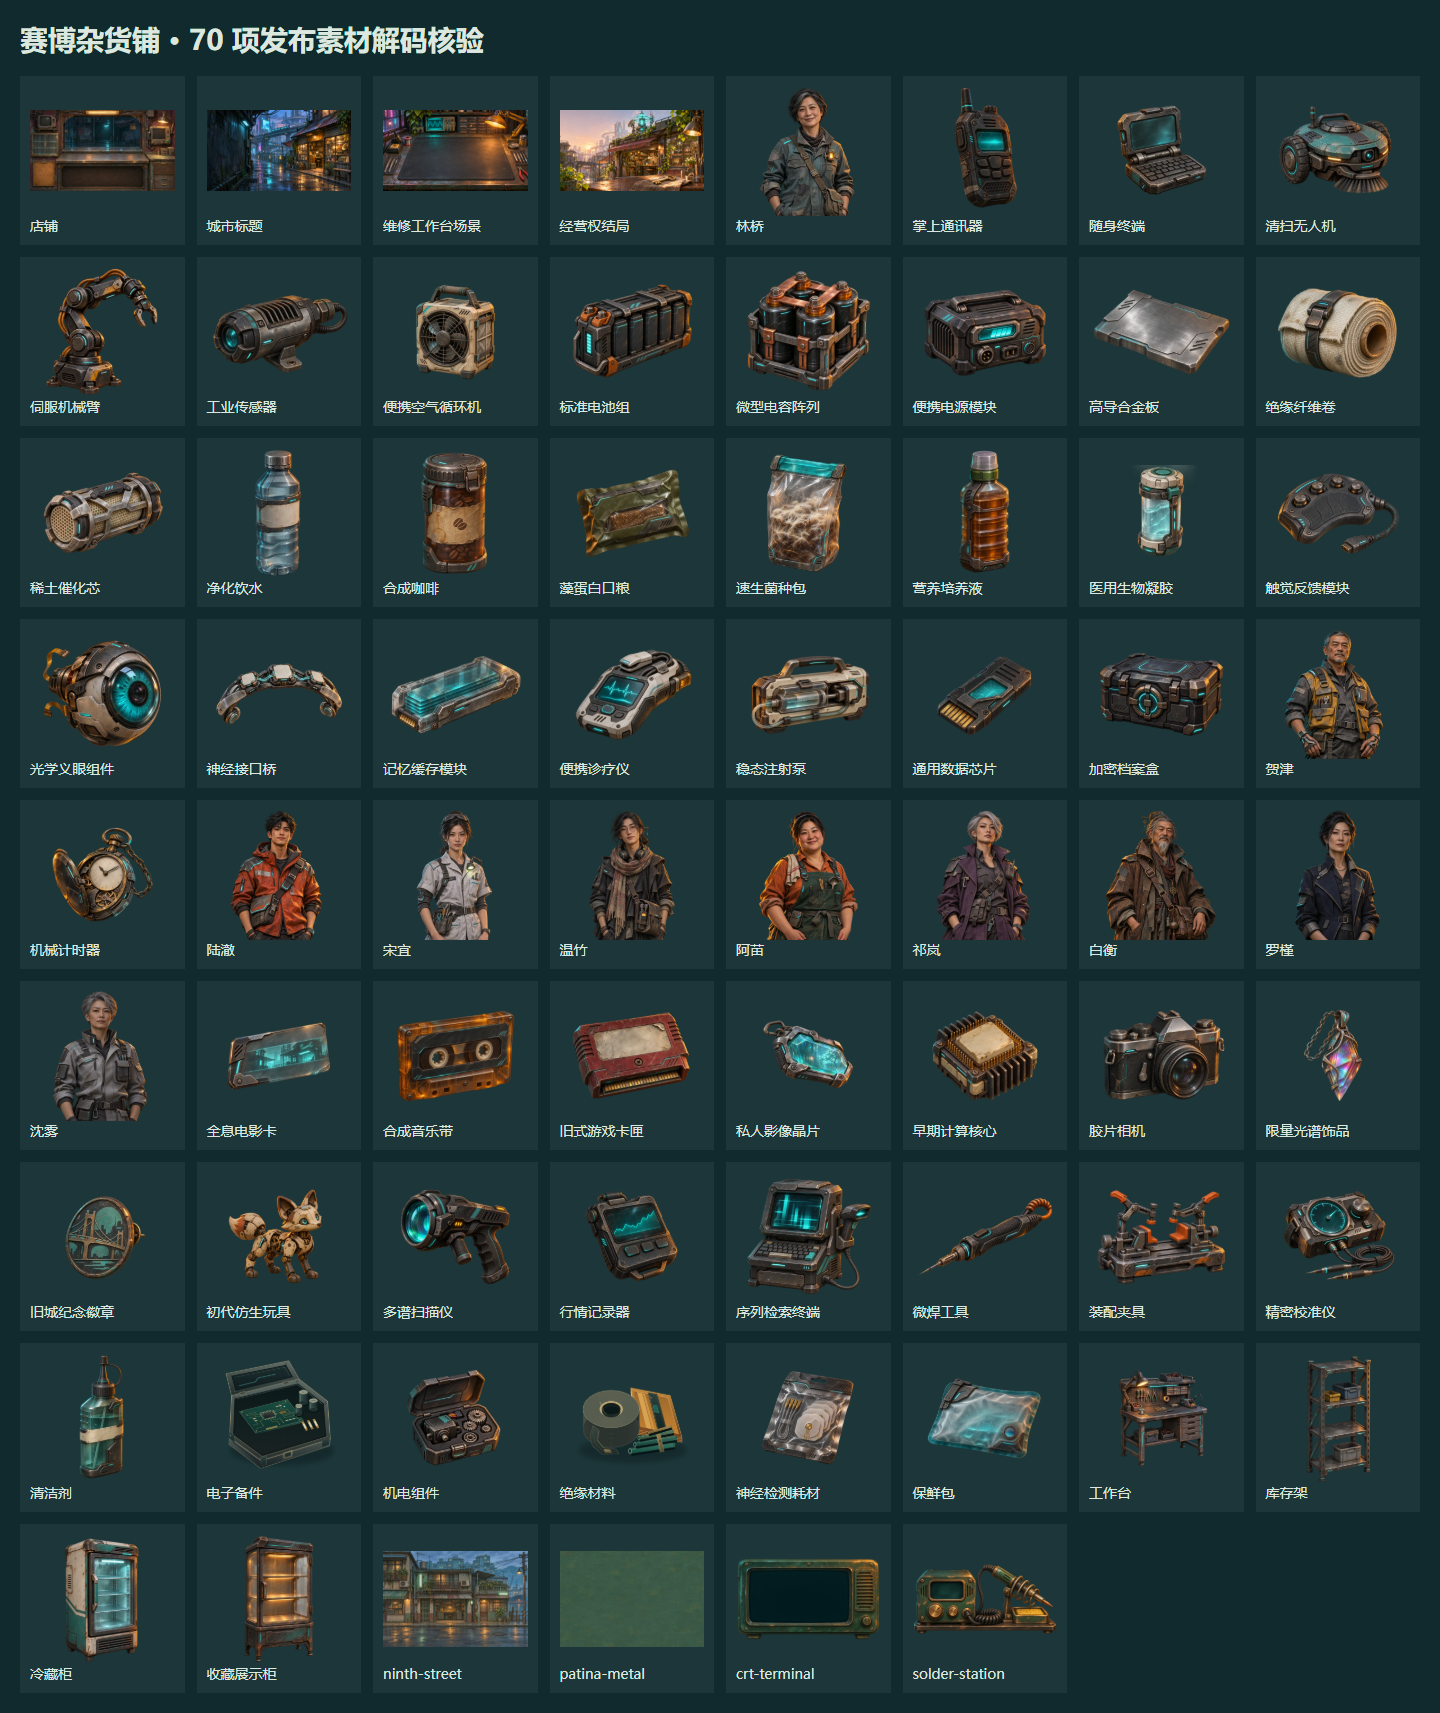 赛博杂货铺 · 70 项发布素材解码核验
店铺
城市标题
维修工作台场景
经营权结局
林桥
掌上通讯器
随身终端
清扫无人机
伺服机械臂
工业传感器
便携空气循环机
标准电池组
微型电容阵列
便携电源模块
高导合金板
绝缘纤维卷
稀土催化芯
净化饮水
合成咖啡
藻蛋白口粮
速生菌种包
营养培养液
医用生物凝胶
触觉反馈模块
光学义眼组件
神经接口桥
记忆缓存模块
便携诊疗仪
稳态注射泵
通用数据芯片
加密档案盒
贺津
机械计时器
陆澈
宋宜
温竹
阿苗
祁岚
白衡
罗槿
沈雾
全息电影卡
合成音乐带
旧式游戏卡匣
私人影像晶片
早期计算核心
胶片相机
限量光谱饰品
旧城纪念徽章
初代仿生玩具
多谱扫描仪
行情记录器
序列检索终端
微焊工具
装配夹具
精密校准仪
清洁剂
电子备件
机电组件
绝缘材料
神经检测耗材
保鲜包
工作台
库存架
冷藏柜
收藏展示柜
ninth-street
patina-metal
crt-terminal
solder-station